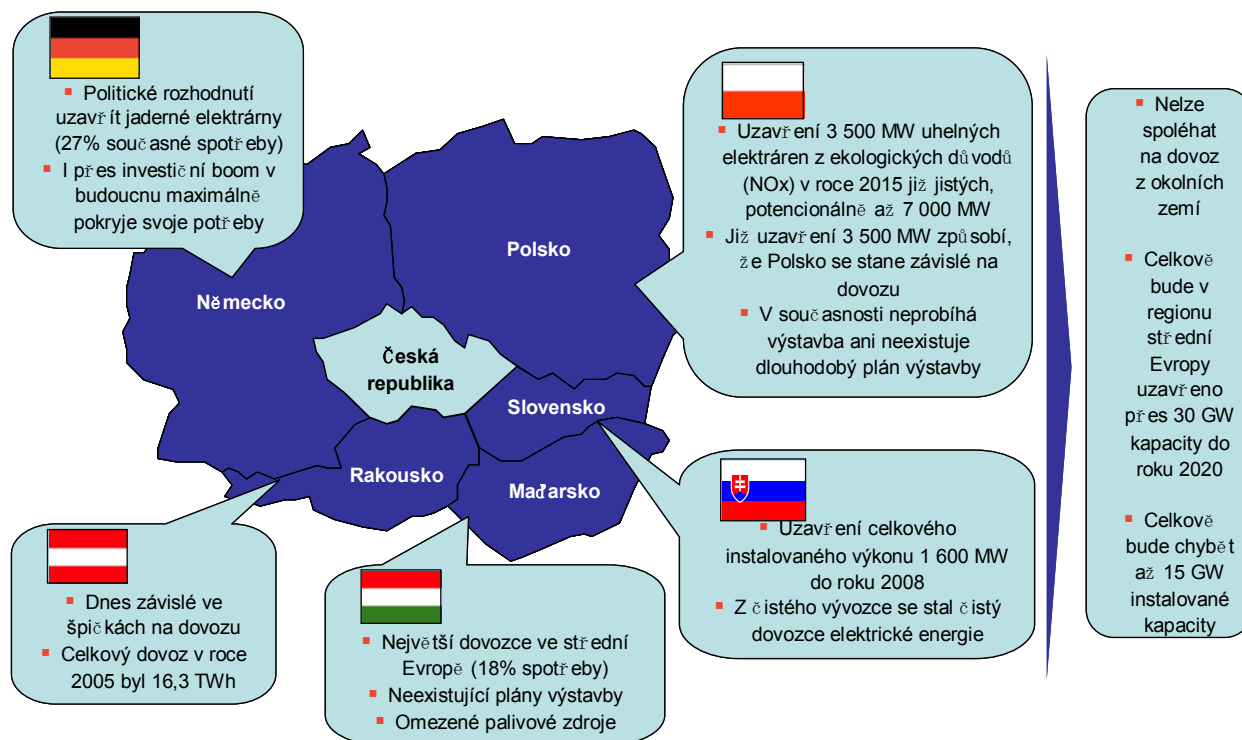 Politické rozhodnutí
uzavřít jaderné elektrárny
(27% současné spotřeby)
I přes investiční boom v
budoucnu maximálně
pokryje svoje potřeby
Uzavření 3 500 MW uhelných
elektráren z ekologických důvodů
(NOx) v roce 2015 již jistých,
potencionálně až 7 000 MW
Již uzavření 3 500 MW způsobí,
že Polsko se stane závislé na
dovozu
V současnosti neprobíhá
výstavba ani neexistuje
dlouhodobý plán výstavby
Nelze
spoléhat
na dovoz
z okolních
zemí
Celkově
bude v
regionu
střední
Evropy
uzavřeno
přes 30 GW
kapacity do
roku 2020
Celkově
bude chybět
až 15 GW
instalované
kapacity
Polsko
Německo
Česká
republika
Slovensko
Rakousko
Maďarsko
Dnes závislé ve
špičkách na dovozu
Celkový dovoz v roce
2005 byl 16,3 TWh
Největší dovozce ve střední
Evropě (18% spotřeby)
Neexistující plány výstavby
Omezené palivové zdroje
Uzavření celkového
instalovaného výkonu 1 600 MW
do roku 2008
Z čistého vývozce se stal čistý
dovozce elektrické energie